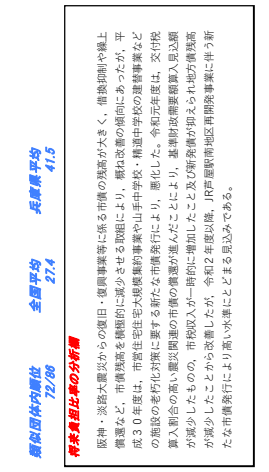 類似団体内順位 全国平均 兵庫県平均
72/86 27.4 41.5
将来負担比率の分析欄
阪神・淡路大震災からの復旧・復興事業等に係る市債の残高が大きく、借換抑制や繰上
償還など、市債残高を積極的に減少させる取組により、概ね改善の傾向にあったが、平
成30年度は、市営住宅住宅大規模集約事業や山手中学校・精道中学校の建替事業など
の施設の老朽化対策に要する新たな市債発行により、悪化した。令和元年度は、交付税
算入割合の高い震災関連の市債の償還が進んだことにより、基準財政需要額算入見込額
が減少したものの、市税収入が一時的に増加したこと及び新発債が抑えられ地方債残高
が減少したことから改善したが、令和2年度以降、JR芦屋駅南地区再開発事業に伴う新
たな市債発行により高い水準にとどまる見込みである。